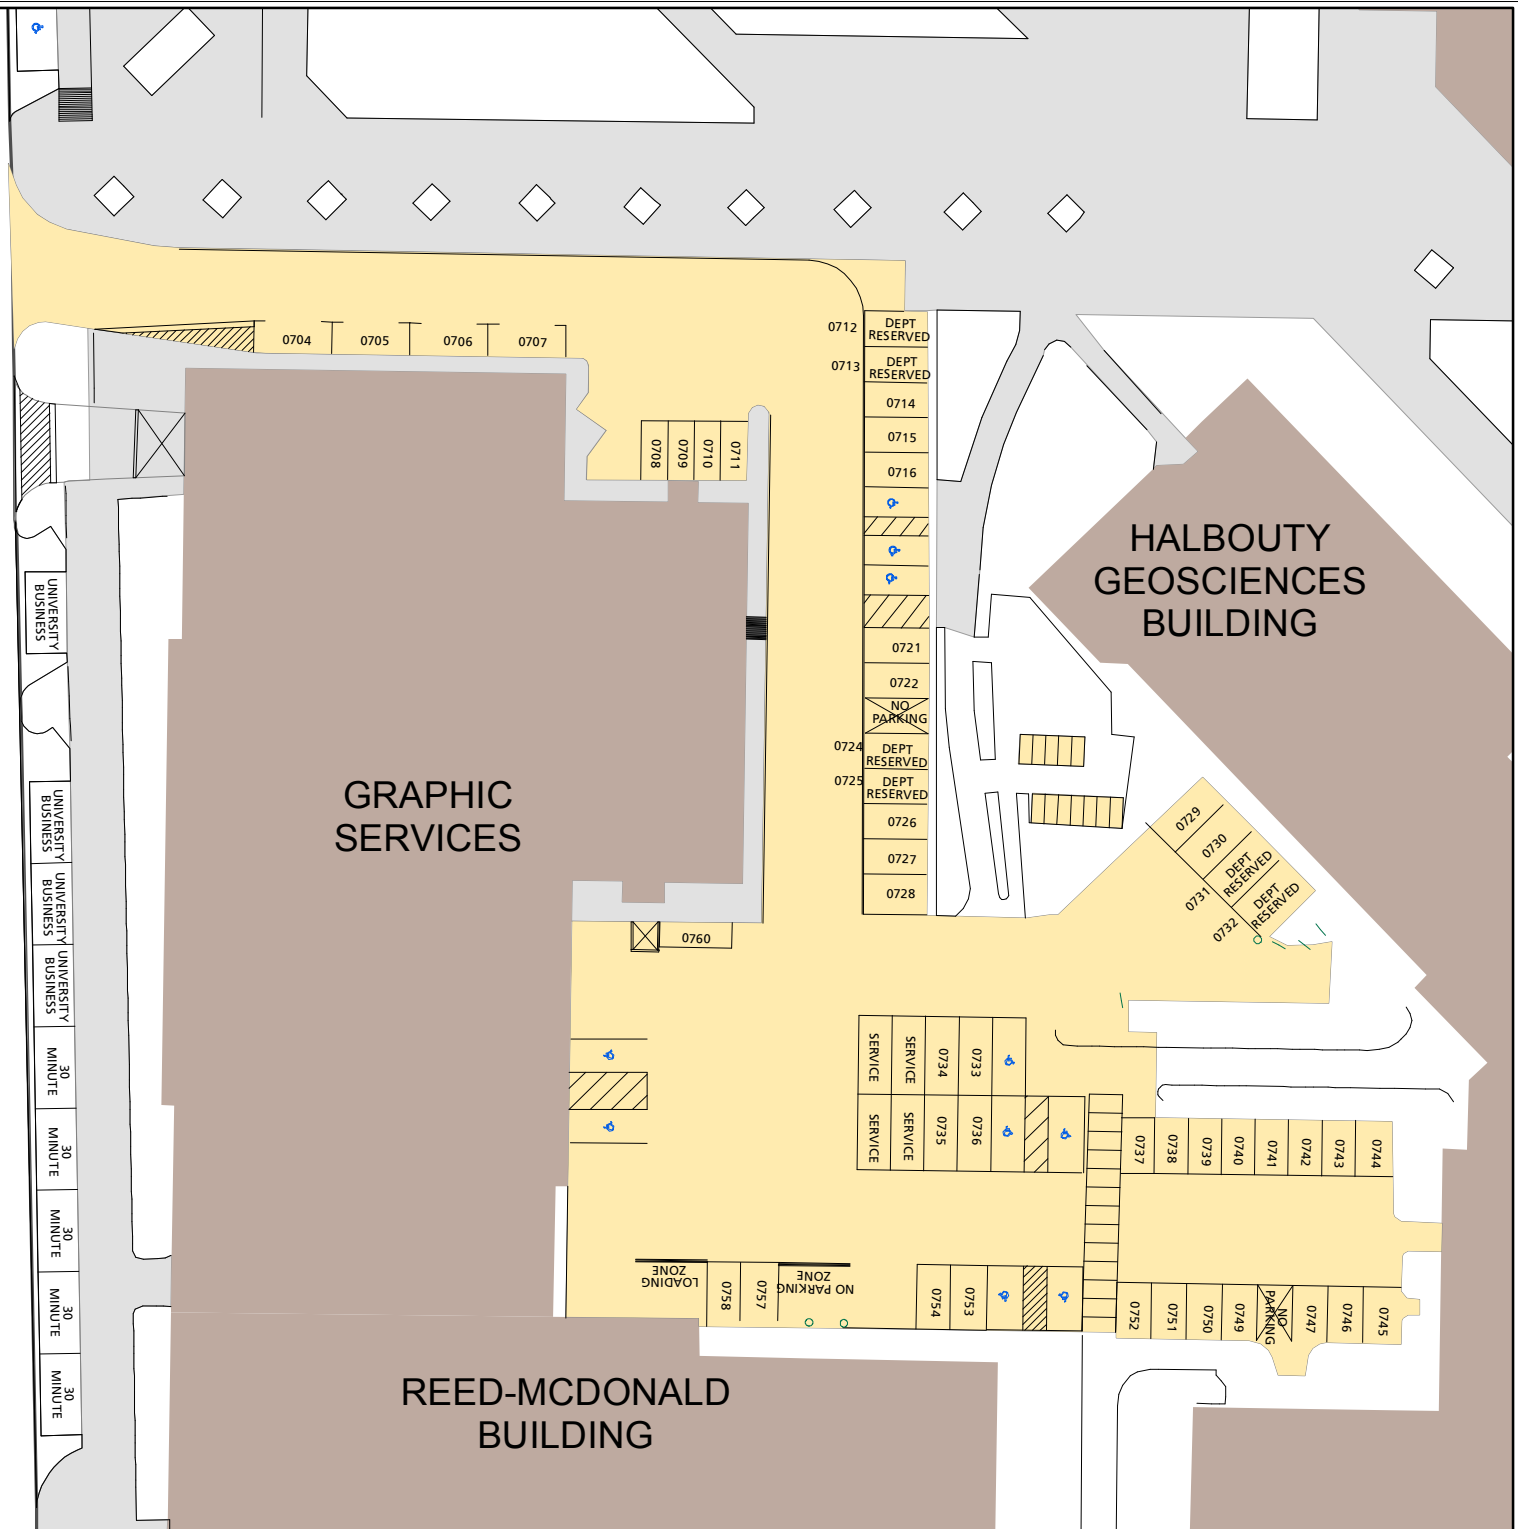 0704
0705
0706
0707
0708
0709
0710
0711
0712
DEPT
RESERVED
0713
DEPT
RESERVED
0714
0715
0716
0721
0722
NO
PARKING
0724
DEPT
RESERVED
0725
DEPT
RESERVED
0726
0727
0728
HALBOUTY
GEOSCIENCES
BUILDING
0729
0730
DEPT
RESERVED
0731
DEPT
RESERVED
0732
GRAPHIC
SERVICES
0760
UNIVERSITY
BUSINESS
UNIVERSITY
BUSINESS
UNIVERSITY
BUSINESS
UNIVERSITY
BUSINESS
30
MINUTE
30
MINUTE
30
MINUTE
30
MINUTE
30
MINUTE
SERVICE
SERVICE
0734
0733
SERVICE
SERVICE
0735
0736
0737
0738
0739
0740
0741
0742
0743
0744
LOADING
ZONE
0758
0757
NO PARKING
ZONE
0754
0753
0752
0751
0750
0749
NO
PARKING
0747
0746
0745
REED-MCDONALD
BUILDING